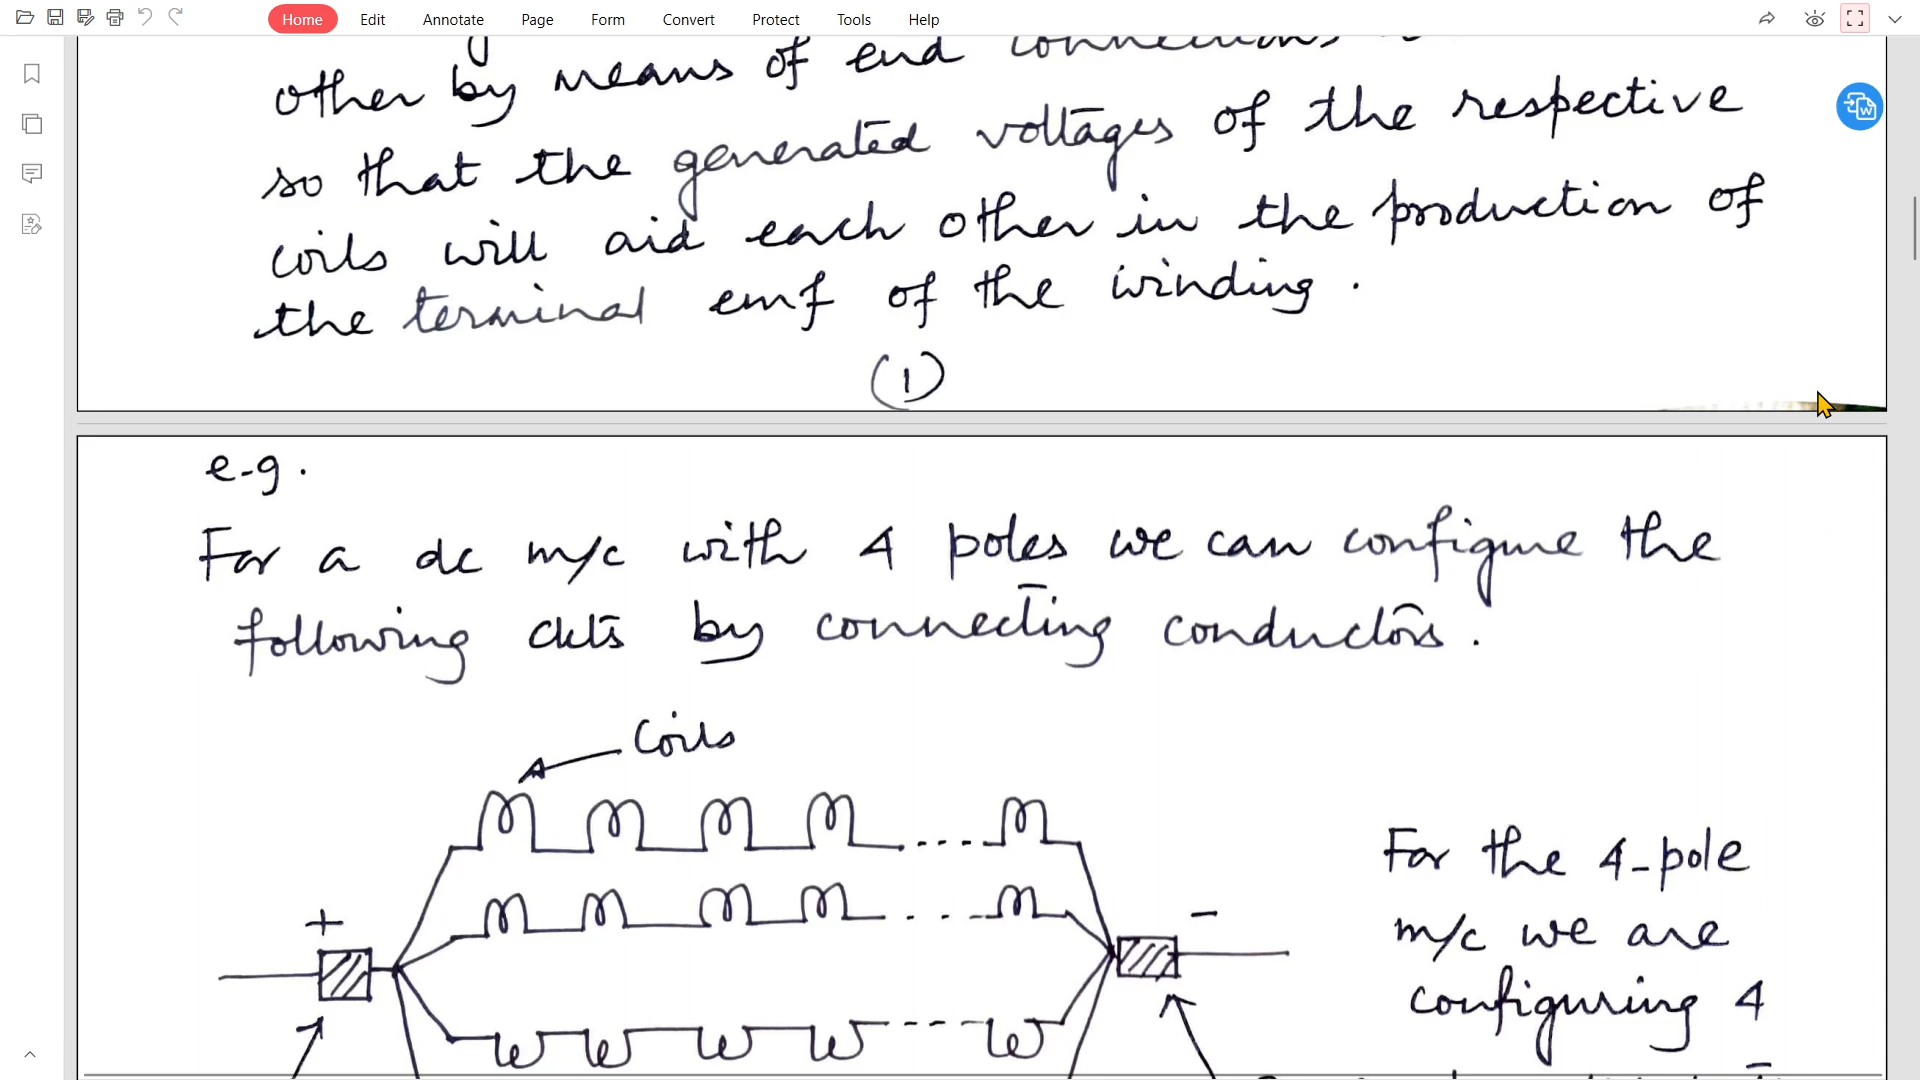 Home Edit Annotate Page Form Convert Protect Tools Help
other by means of end connections
so that the generated voltages of the respective
coils will aid each other in the production of
the terminal emf of the winding.
(1)
e-g.
For a dc m/c with 4 poles we can configure the
following ckts by connecting conductors.
Coils
+
-
For the 4-pole
m/c we are
configuring 4